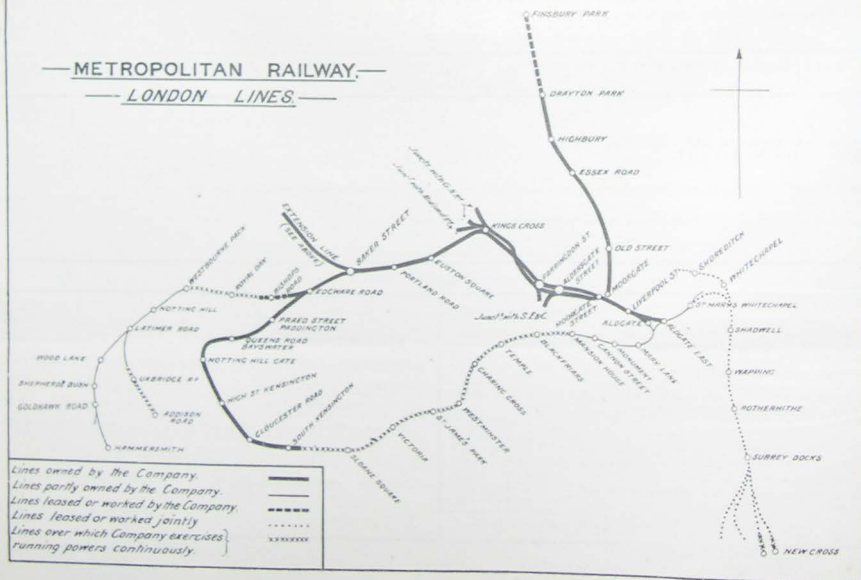 METROPOLITAN RAILWAY.
LONDON LINES.
FINSBURY PARK
DRAYTON PARK
HIGHBURY
ESSEX ROAD
OLD STREET
MOORGATE
KINGS CROSS
FARRINGDON ST.
ALDERSGATE
STREET
MOORGATE
STREET
LIVERPOOL ST
ALDGATE
ALDGATE EAST
SHOREDITCH
WHITECHAPEL
ST MARYS WHITECHAPEL
SHADWELL
WAPPING
ROTHERHITHE
SURREY DOCKS
NEW CROSS
EXTENSION LINE
(SEE ABOVE)
BAKER STREET
PORTLAND ROAD
EUSTON SQUARE
EDGWARE ROAD
BISHOPS
ROAD
ROYAL OAK
WESTBOURNE PARK
NOTTING HILL
LATIMER ROAD
WOOD LANE
SHEPHERDS BUSH
GOLDHAWK ROAD
HAMMERSMITH
UXBRIDGE RD
ADDISON
ROAD
PRAED STREET
PADDINGTON
QUEENS ROAD
BAYSWATER
NOTTING HILL GATE
HIGH ST KENSINGTON
GLOUCESTER ROAD
SOUTH KENSINGTON
SLOANE SQUARE
VICTORIA
ST JAMES PARK
WESTMINSTER
CHARING CROSS
TEMPLE
BLACKFRIARS
MANSION HOUSE
CANNON STREET
MONUMENT
MARK LANE
Lines owned by the Company.
Lines partly owned by the Company.
Lines leased or worked by the Company.
Lines leased or worked jointly
Lines over which Company exercises
running powers continuously.